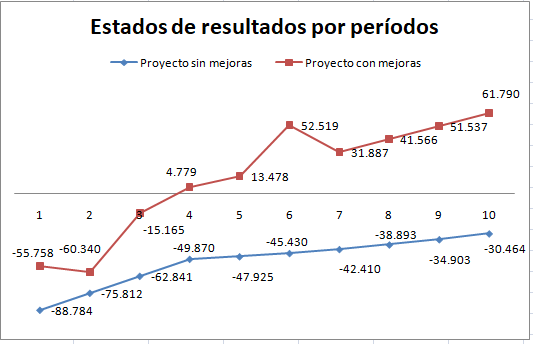 Estados de resultados por períodos
Proyecto sin mejoras Proyecto con mejoras
61.790
52.519 51.537
41.566
31.887
4.779 13.478
1 2 3 4 5 6 7 8 9 10
-15.165
-55.758 -60.340 -49.870 -45.430 -38.893 -30.464
-62.841 -47.925 -42.410 -34.903
-75.812
-88.784